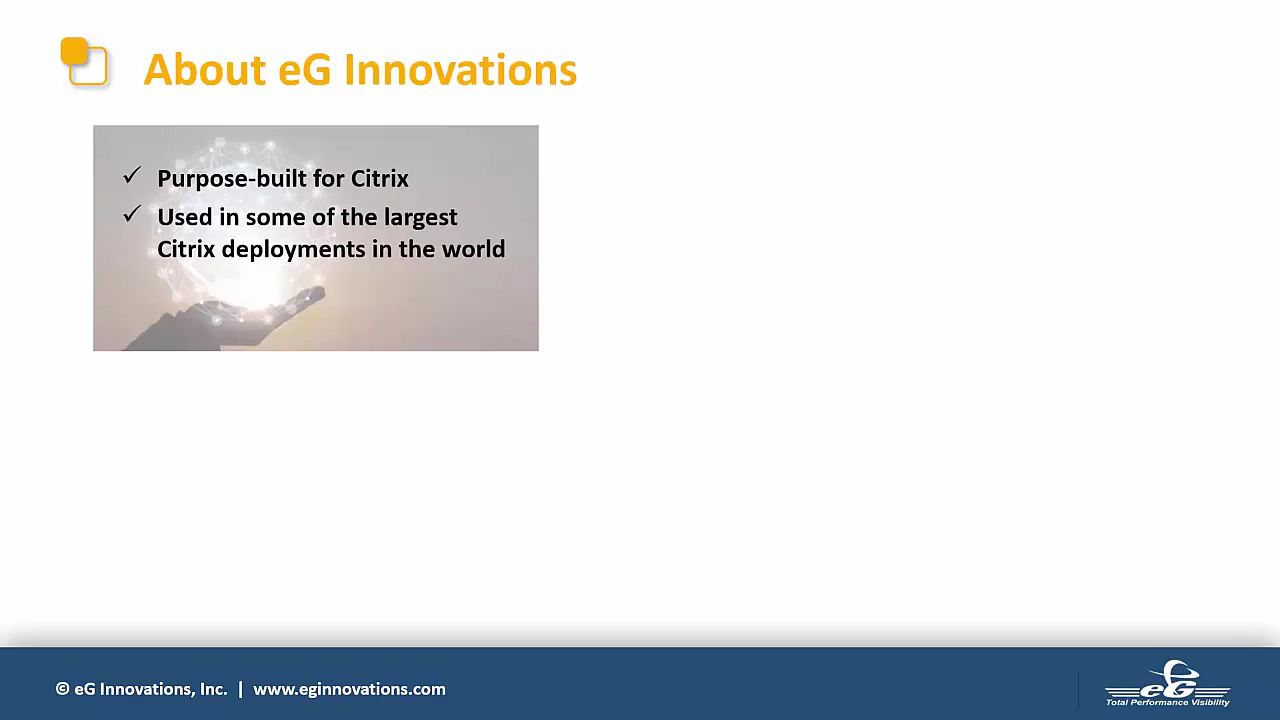 About eG Innovations
✓ Purpose-built for Citrix
✓ Used in some of the largest
Citrix deployments in the world
© eG Innovations, Inc. | www.eginnovations.com
eG
Total Performance Visibility